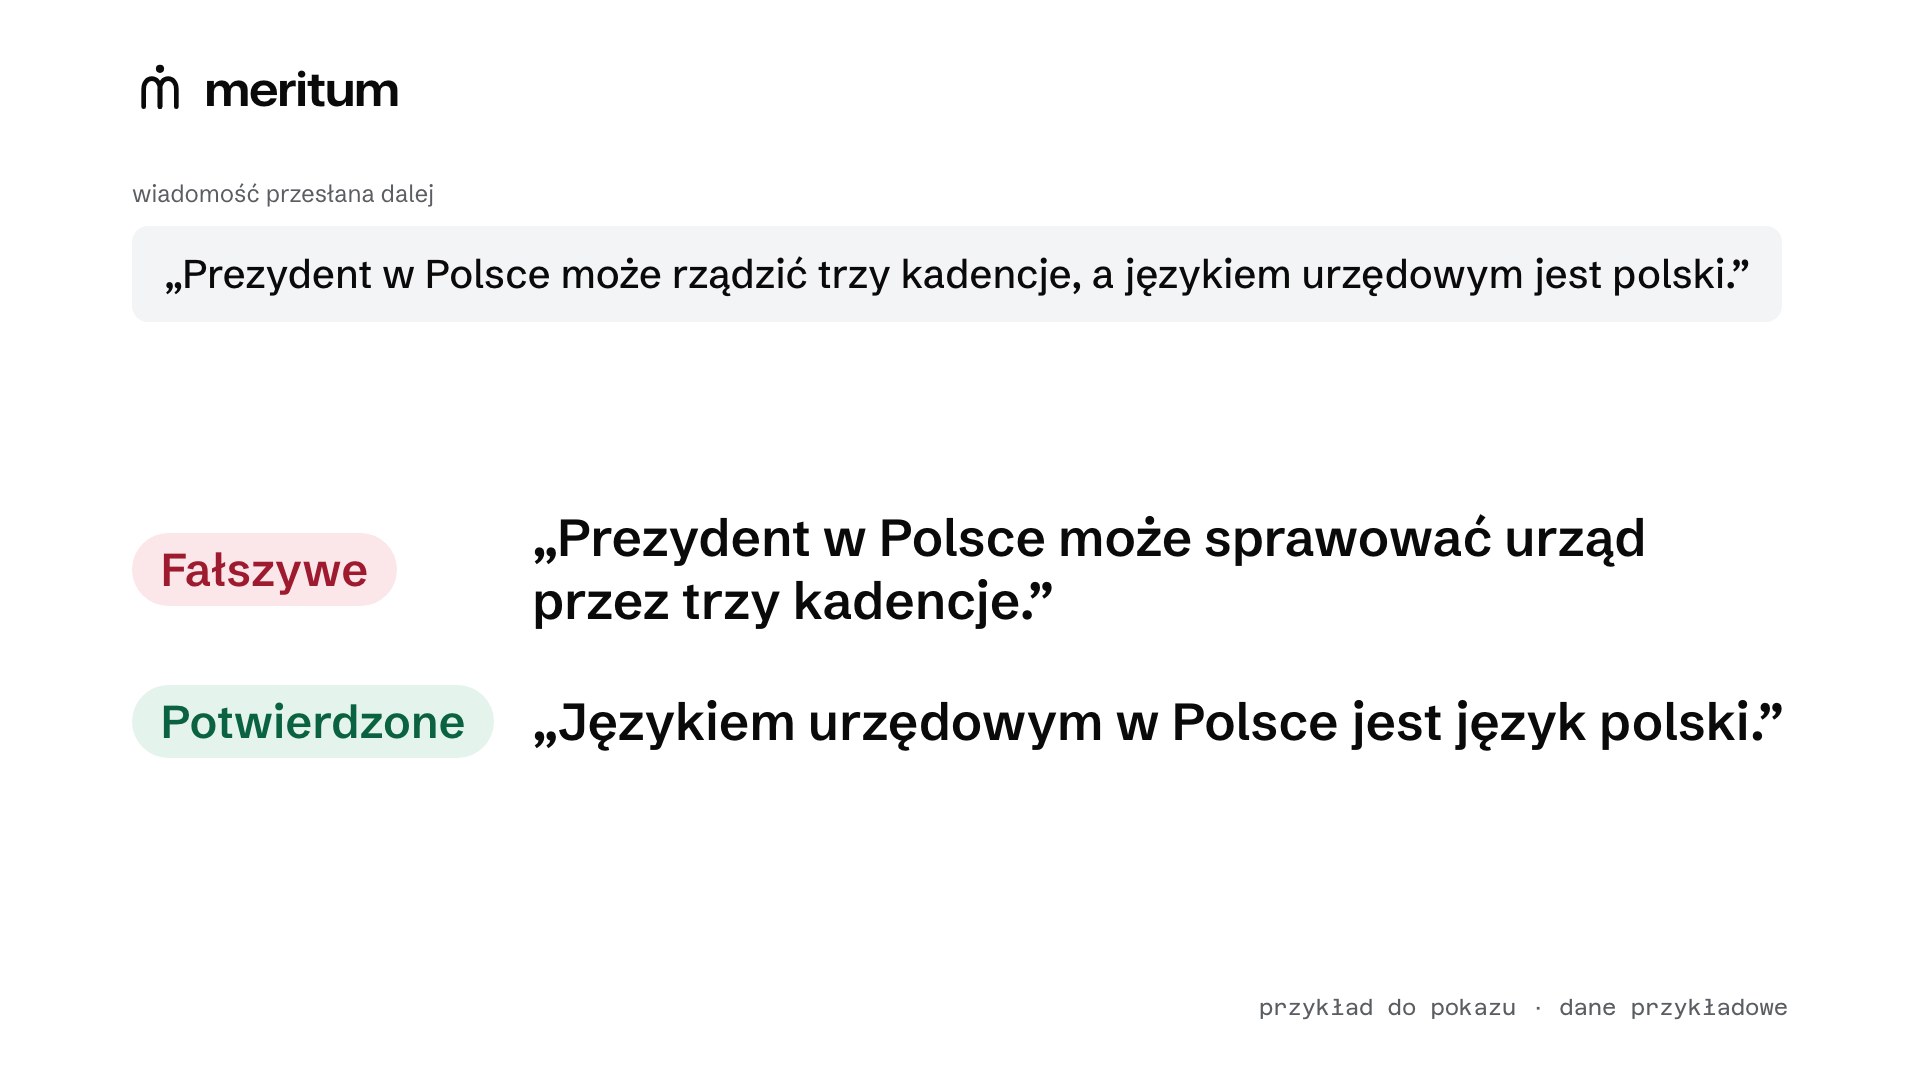 meritum
wiadomość przesłana dalej
„Prezydent w Polsce może rządzić trzy kadencje, a językiem urzędowym jest polski.”
Fałszywe
„Prezydent w Polsce może sprawować urząd
przez trzy kadencje.”
Potwierdzone
„Językiem urzędowym w Polsce jest język polski.”
przykład do pokazu · dane przykładowe